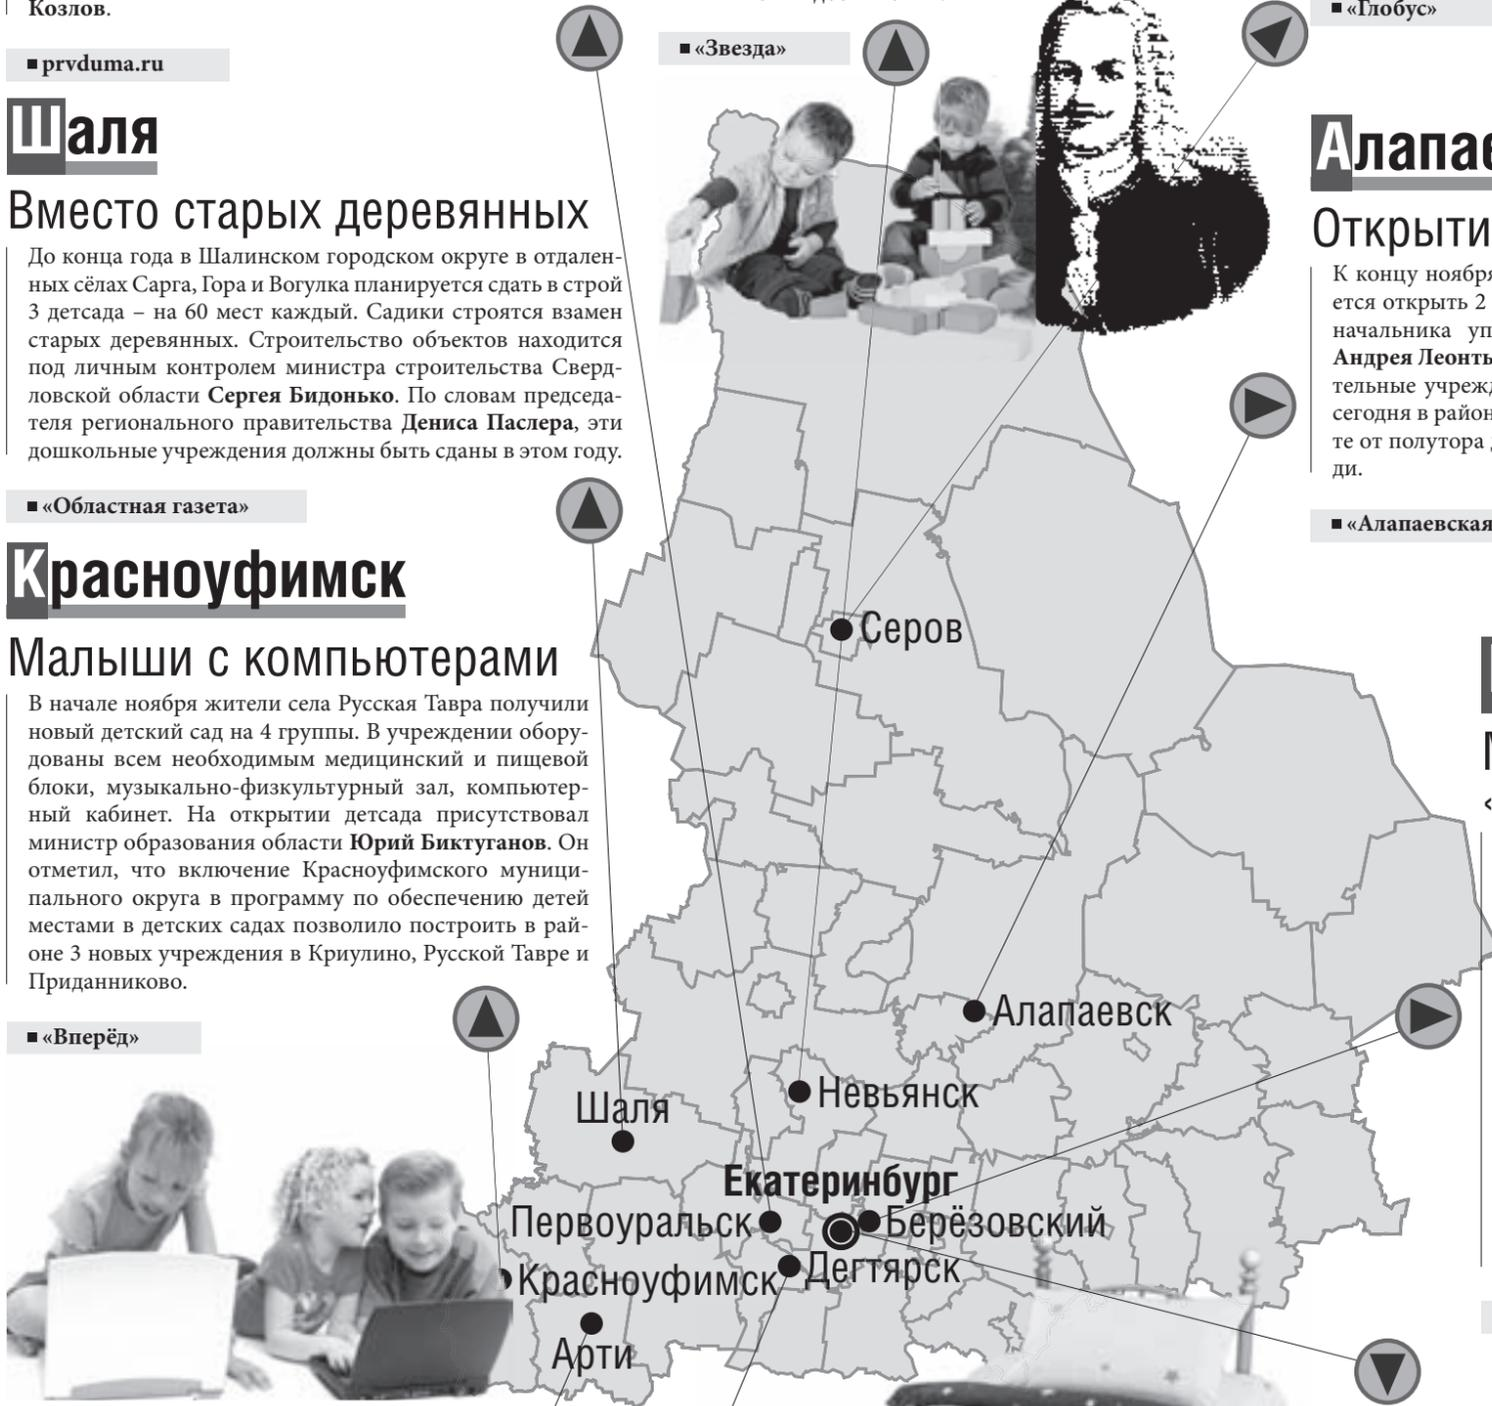 Козлов.
■ prvduma.ru
Шаля
Вместо старых деревянных
До конца года в Шалинском городском округе в отдален-
ных сёлах Сарга, Гора и Вогулка планируется сдать в строй
3 детсада – на 60 мест каждый. Садики строятся взамен
старых деревянных. Строительство объектов находится
под личным контролем министра строительства Сверд-
ловской области Сергея Бидонько. По словам председа-
теля регионального правительства Дениса Паслера, эти
дошкольные учреждения должны быть сданы в этом году.
■ «Областная газета»
Красноуфимск
Малыши с компьютерами
В начале ноября жители села Русская Тавра получили
новый детский сад на 4 группы. В учреждении обору-
дованы всем необходимым медицинский и пищевой
блоки, музыкально-физкультурный зал, компьютер-
ный кабинет. На открытии детсада присутствовал
министр образования области Юрий Биктуганов. Он
отметил, что включение Красноуфимского муници-
пального округа в программу по обеспечению детей
местами в детских садах позволило построить в рай-
оне 3 новых учреждения в Криулино, Русской Тавре и
Приданниково.
■ «Вперёд»
■ «Звезда»
Серов
Алапаевск
Невьянск
Шаля
Екатеринбург
Первоуральск
Берёзовский
Дегтярск
Красноуфимск
Арти
■ «Глобус»
Алапае
Открыти
К концу ноября
ется открыть 2
начальника уп
Андрея Леонть
тельные учрежд
сегодня в район
те от полутора д
ди.
■ «Алапаевская